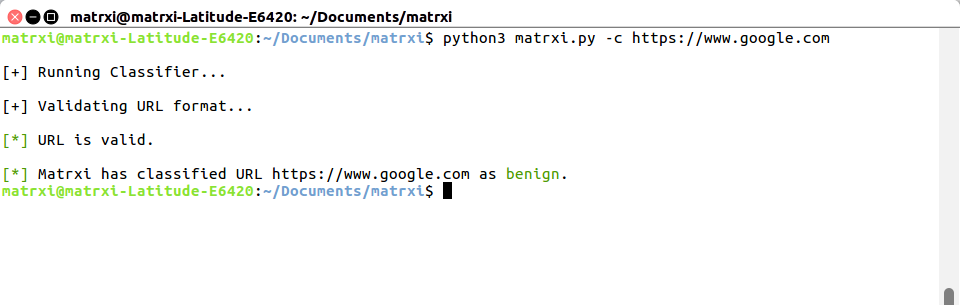 matrxi@matrxi-Latitude-E6420: ~/Documents/matrxi
matrxi@matrxi-Latitude-E6420:~/Documents/matrxi$ python3 matrxi.py -c https://www.google.com
[+] Running Classifier...
[+] Validating URL format...
[*] URL is valid.
[*] Matrxi has classified URL https://www.google.com as benign.
matrxi@matrxi-Latitude-E6420:~/Documents/matrxi$